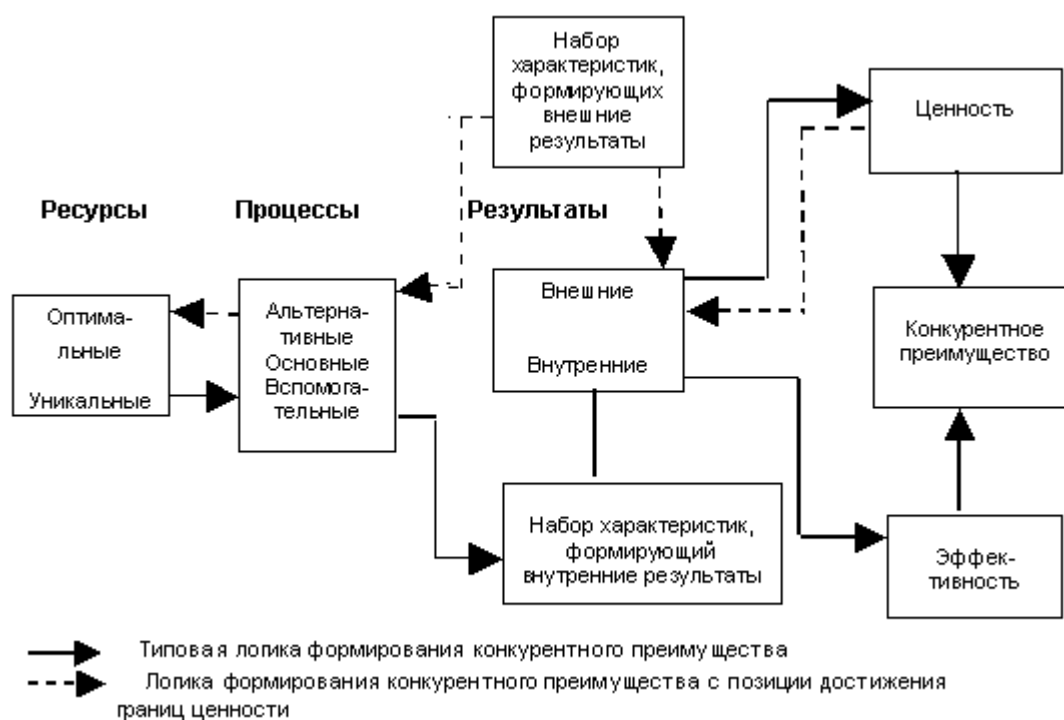 Набор
характеристик,
формирующих
внешние
результаты
Ценность
Ресурсы
Процессы
Результаты
Оптима-
льные
Уникальные
Альтерна-
тивные
Основные
Вспомога-
тельные
Внешние
Внутренние
Конкурентное
преимущество
Набор характеристик,
формирующий
внутренние результаты
Эффек-
тивность
Типовая логика формирования конкурентного преимущества
Логика формирования конкурентного преимущества с позиции достижения
границ ценности